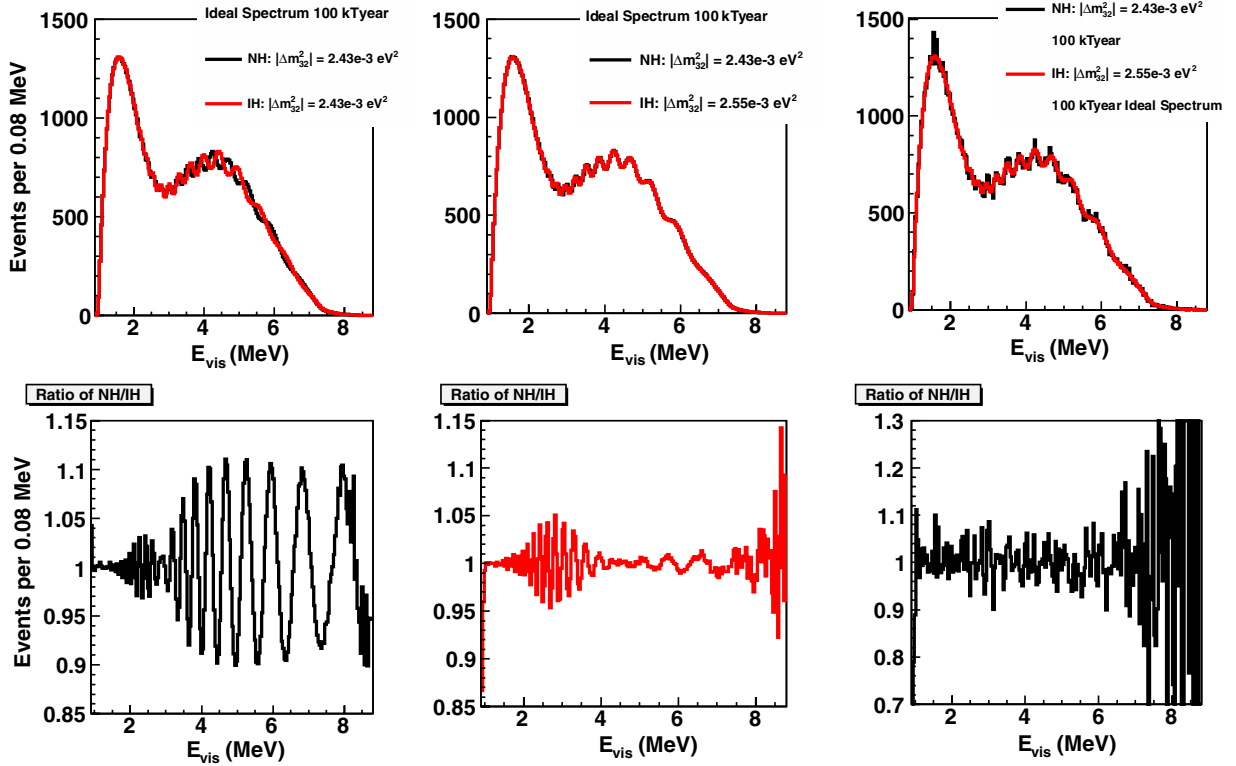 Ideal Spectrum 100 kTyear
NH: |Δm²₃₂| = 2.43e-3 eV²
IH: |Δm²₃₂| = 2.43e-3 eV²
Events per 0.08 MeV
1500
1000
500
0
2
4
6
8
E_vis (MeV)
Ideal Spectrum 100 kTyear
NH: |Δm²₃₂| = 2.43e-3 eV²
IH: |Δm²₃₂| = 2.55e-3 eV²
1500
1000
500
0
2
4
6
8
E_vis (MeV)
NH: |Δm²₃₂| = 2.43e-3 eV²
100 kTyear
IH: |Δm²₃₂| = 2.55e-3 eV²
100 kTyear Ideal Spectrum
1500
1000
500
0
2
4
6
8
E_vis (MeV)
Ratio of NH/IH
Events per 0.08 MeV
1.15
1.1
1.05
1
0.95
0.9
0.85
2
4
6
8
E_vis (MeV)
Ratio of NH/IH
1.15
1.1
1.05
1
0.95
0.9
0.85
2
4
6
8
E_vis (MeV)
Ratio of NH/IH
1.3
1.2
1.1
1
0.9
0.8
0.7
2
4
6
8
E_vis (MeV)